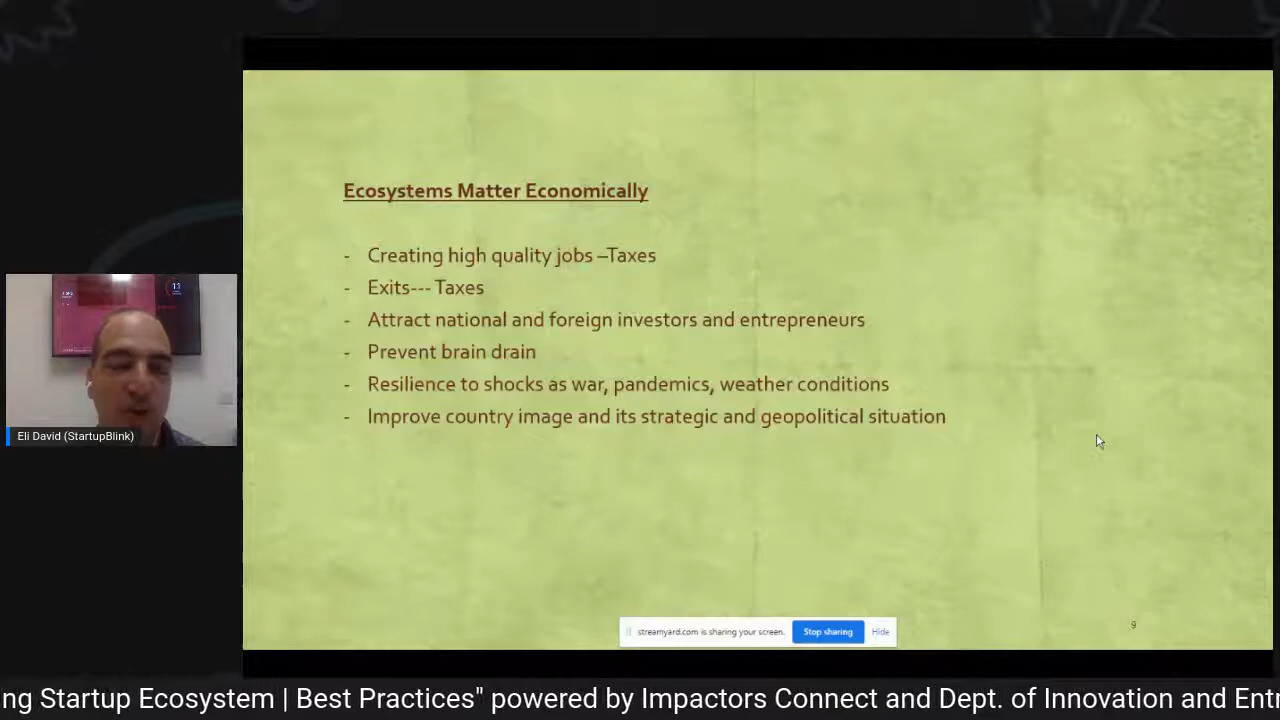 Ecosystems Matter Economically
- Creating high quality jobs –Taxes
- Exits--- Taxes
- Attract national and foreign investors and entrepreneurs
- Prevent brain drain
- Resilience to shocks as war, pandemics, weather conditions
- Improve country image and its strategic and geopolitical situation
Eli David (StartupBlink)
streamyard.com is sharing your screen. Stop sharing Hide
9
ng Startup Ecosystem | Best Practices" powered by Impactors Connect and Dept. of Innovation and Ent